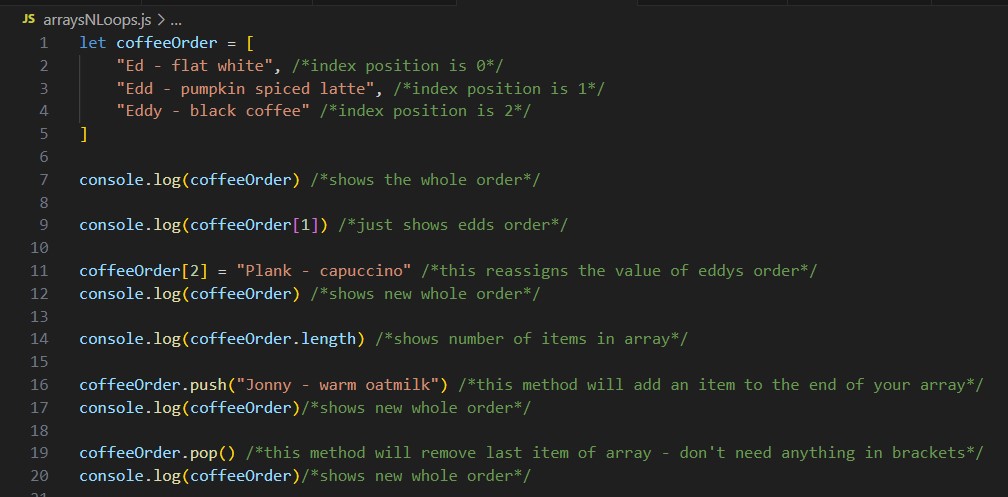 JS arraysNLoops.js > ...
1 let coffeeOrder = [
2 "Ed - flat white", /*index position is 0*/
3 "Edd - pumpkin spiced latte", /*index position is 1*/
4 "Eddy - black coffee" /*index position is 2*/
5 ]
6
7 console.log(coffeeOrder) /*shows the whole order*/
8
9 console.log(coffeeOrder[1]) /*just shows edds order*/
10
11 coffeeOrder[2] = "Plank - capuccino" /*this reassigns the value of eddys order*/
12 console.log(coffeeOrder) /*shows new whole order*/
13
14 console.log(coffeeOrder.length) /*shows number of items in array*/
15
16 coffeeOrder.push("Jonny - warm oatmilk") /*this method will add an item to the end of your array*/
17 console.log(coffeeOrder)/*shows new whole order*/
18
19 coffeeOrder.pop() /*this method will remove last item of array - don't need anything in brackets*/
20 console.log(coffeeOrder)/*shows new whole order*/